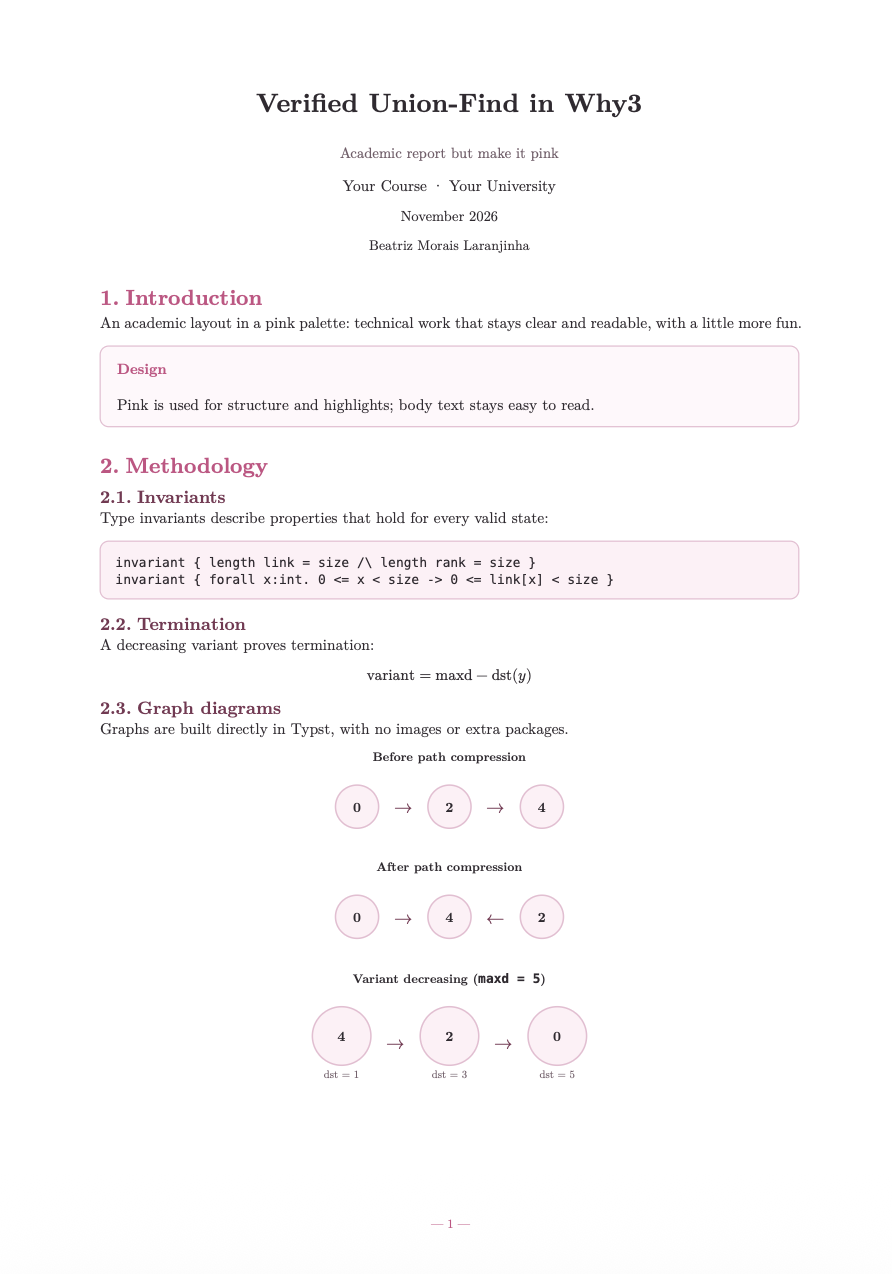 Verified Union-Find in Why3
Academic report but make it pink
Your Course · Your University
November 2026
Beatriz Morais Laranjinha
1. Introduction
An academic layout in a pink palette: technical work that stays clear and readable, with a little more fun.
Design
Pink is used for structure and highlights; body text stays easy to read.
2. Methodology
2.1. Invariants
Type invariants describe properties that hold for every valid state:
invariant { length link = size /\ length rank = size }
invariant { forall x:int. 0 <= x < size -> 0 <= link[x] < size }
2.2. Termination
A decreasing variant proves termination:
variant = maxd − dst(y)
2.3. Graph diagrams
Graphs are built directly in Typst, with no images or extra packages.
Before path compression
0 → 2 → 4
After path compression
0 → 4 ← 2
Variant decreasing (maxd = 5)
4 → 2 → 0
dst = 1 dst = 3 dst = 5
— 1 —